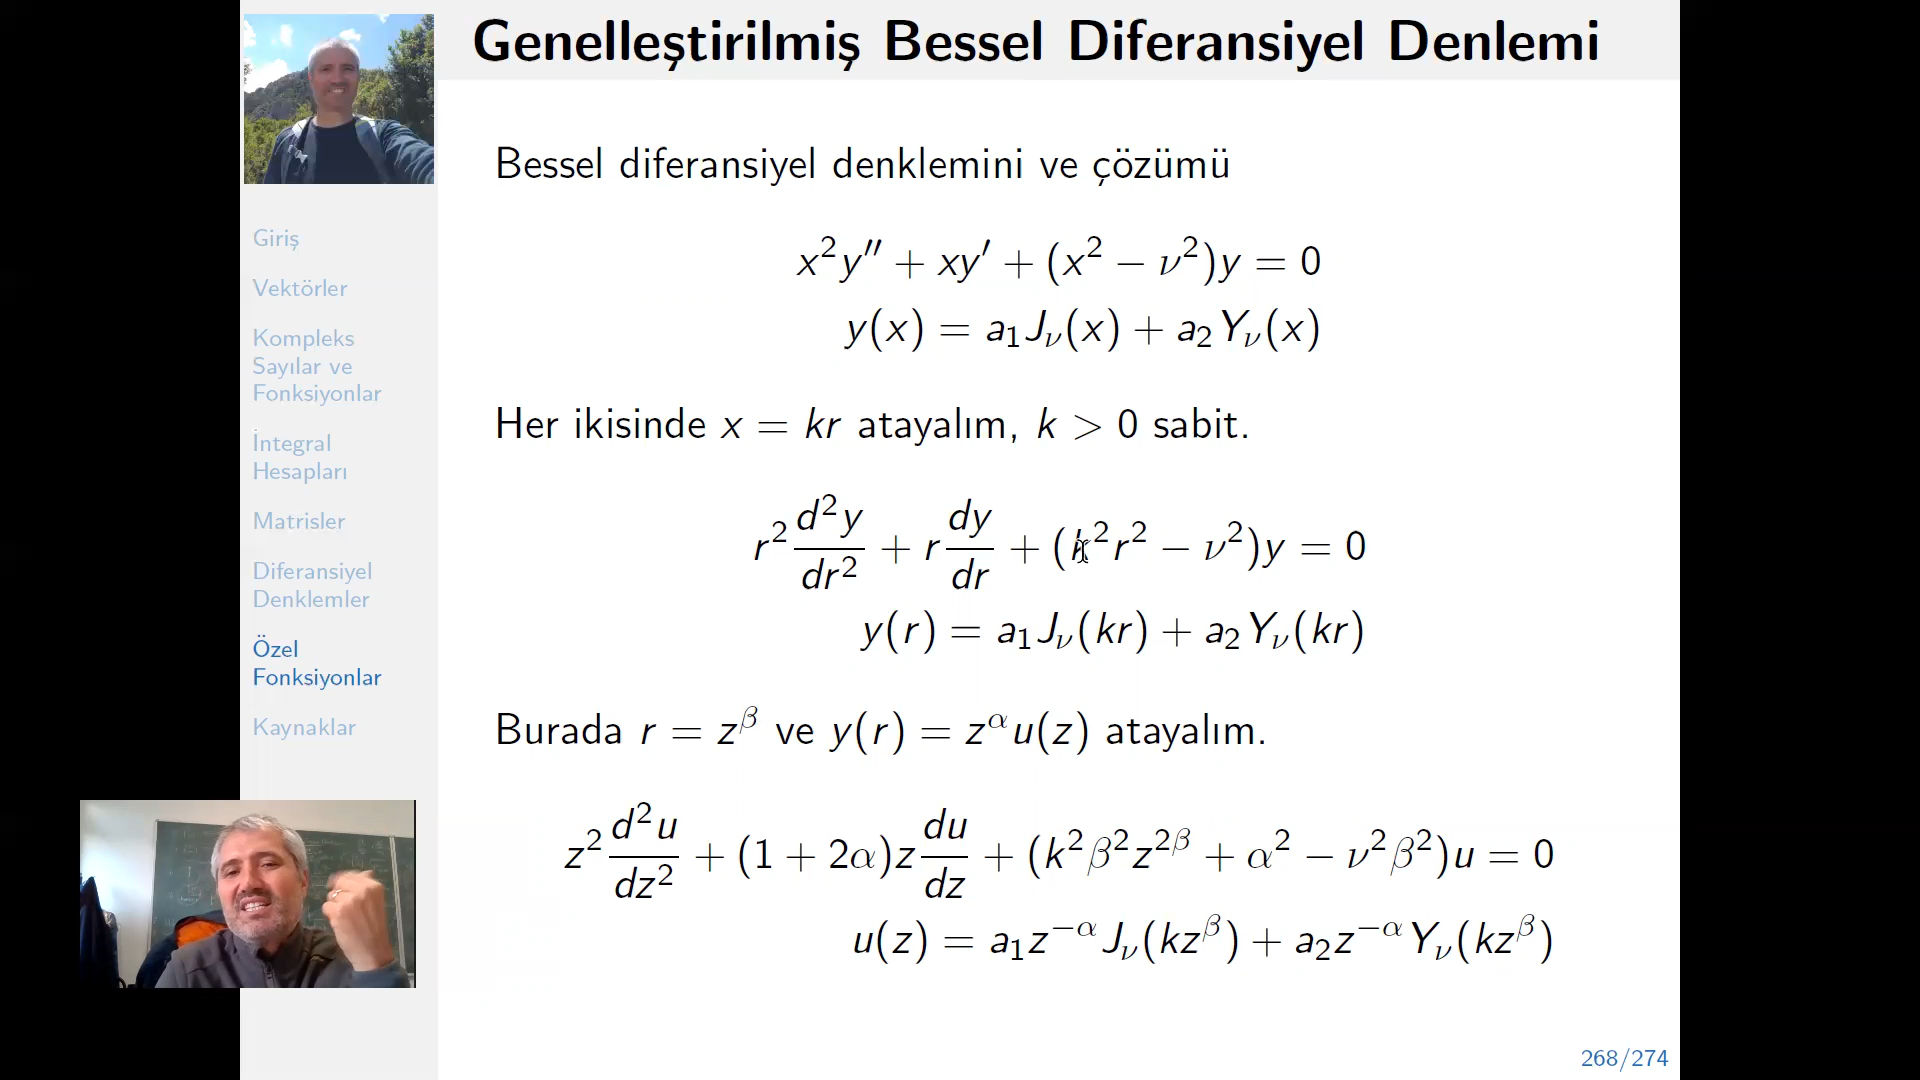 Genelleştirilmiş Bessel Diferansiyel Denlemi
Giriş
Vektörler
Kompleks
Sayılar ve
Fonksiyonlar
İntegral
Hesapları
Matrisler
Diferansiyel
Denklemler
Özel
Fonksiyonlar
Kaynaklar
Bessel diferansiyel denklemini ve çözümü
x²y″ + xy′ + (x² − ν²)y = 0
y(x) = a₁J_ν(x) + a₂Y_ν(x)
Her ikisinde x = kr atayalım, k > 0 sabit.
r² d²y/dr² + r dy/dr + (k²r² − ν²)y = 0
y(r) = a₁J_ν(kr) + a₂Y_ν(kr)
Burada r = z^β ve y(r) = z^α u(z) atayalım.
z² d²u/dz² + (1 + 2α)z du/dz + (k²β²z^{2β} + α² − ν²β²)u = 0
u(z) = a₁z^{−α}J_ν(kz^β) + a₂z^{−α}Y_ν(kz^β)
268/274